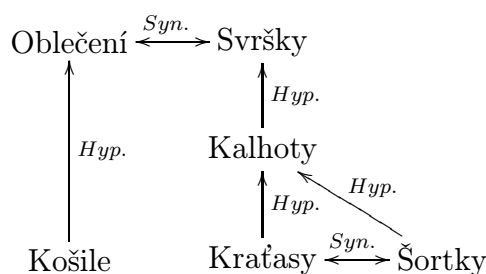 Oblečení Syn. Svršky
Hyp. Hyp.
Kalhoty
Hyp. Hyp.
Košile Kraťasy Syn. Šortky